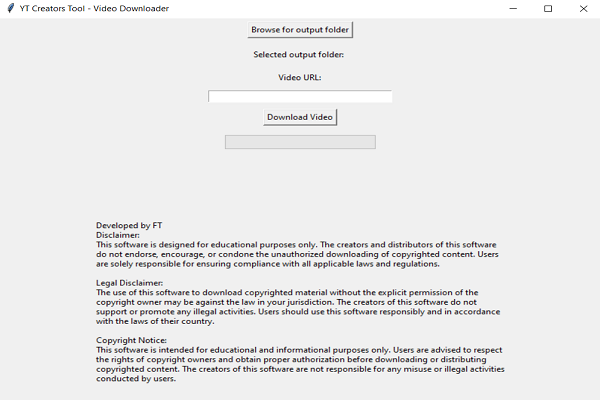 YT Creators Tool - Video Downloader
Browse for output folder
Selected output folder:
Video URL:
Download Video
Developed by FT
Disclaimer:
This software is designed for educational purposes only. The creators and distributors of this software
do not endorse, encourage, or condone the unauthorized downloading of copyrighted content. Users
are solely responsible for ensuring compliance with all applicable laws and regulations.
Legal Disclaimer:
The use of this software to download copyrighted material without the explicit permission of the
copyright owner may be against the law in your jurisdiction. The creators of this software do not
support or promote any illegal activities. Users should use this software responsibly and in accordance
with the laws of their country.
Copyright Notice:
This software is intended for educational and informational purposes only. Users are advised to respect
the rights of copyright owners and obtain proper authorization before downloading or distributing
copyrighted content. The creators of this software are not responsible for any misuse or illegal activities
conducted by users.